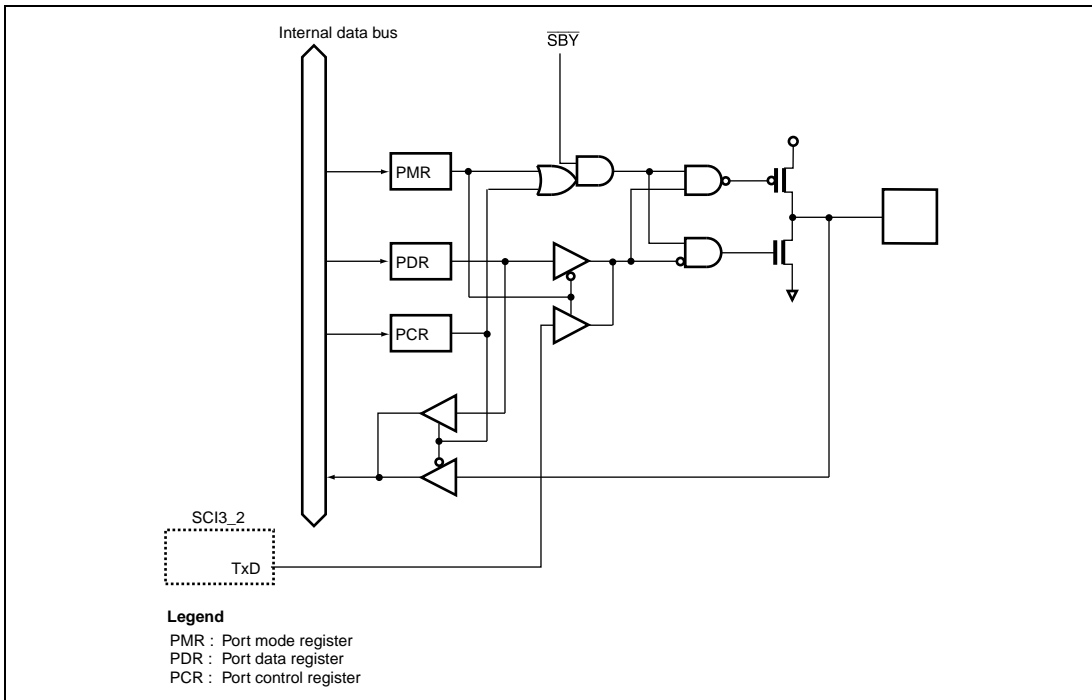 Internal data bus
SBY
PMR
PDR
PCR
SCI3_2
TxD
Legend
PMR : Port mode register
PDR : Port data register
PCR : Port control register